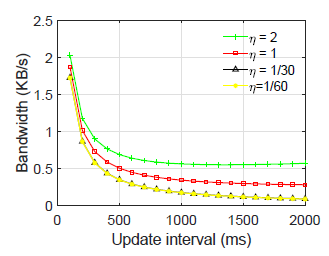 2.5
2
1.5
1
0.5
0
0 500 1000 1500 2000
Bandwidth (KB/s)
Update interval (ms)
η = 2
η = 1
η = 1/30
η=1/60